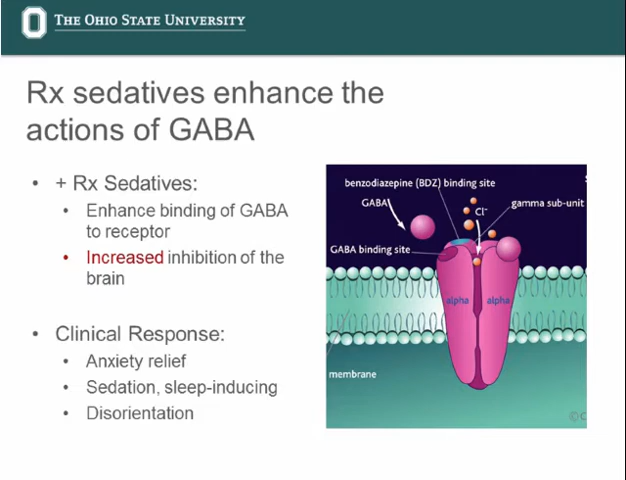 THE OHIO STATE UNIVERSITY
Rx sedatives enhance the
actions of GABA
• + Rx Sedatives:
• Enhance binding of GABA
to receptor
• Increased inhibition of the
brain
• Clinical Response:
• Anxiety relief
• Sedation, sleep-inducing
• Disorientation
benzodiazepine (BDZ) binding site
GABA
Cl⁻
gamma sub-unit
GABA binding site
alpha
alpha
membrane
©C